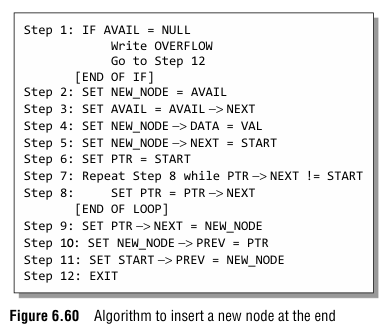 Step 1: IF AVAIL = NULL
Write OVERFLOW
Go to Step 12
[END OF IF]
Step 2: SET NEW_NODE = AVAIL
Step 3: SET AVAIL = AVAIL->NEXT
Step 4: SET NEW_NODE->DATA = VAL
Step 5: SET NEW_NODE->NEXT = START
Step 6: SET PTR = START
Step 7: Repeat Step 8 while PTR->NEXT != START
Step 8: SET PTR = PTR->NEXT
[END OF LOOP]
Step 9: SET PTR->NEXT = NEW_NODE
Step 10: SET NEW_NODE->PREV = PTR
Step 11: SET START->PREV = NEW_NODE
Step 12: EXIT
Figure 6.60 Algorithm to insert a new node at the end